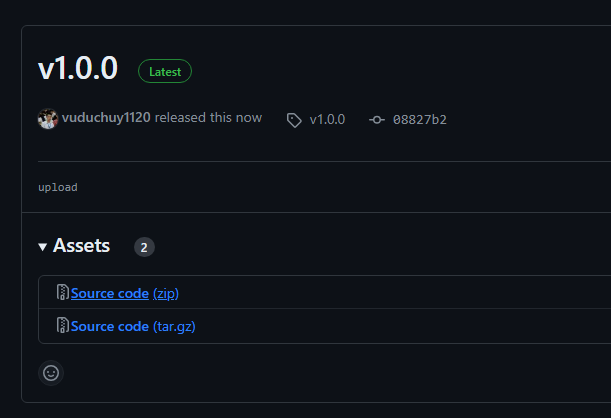 v1.0.0 Latest
vuduchuy1120 released this now v1.0.0 08827b2
upload
Assets 2
Source code (zip)
Source code (tar.gz)